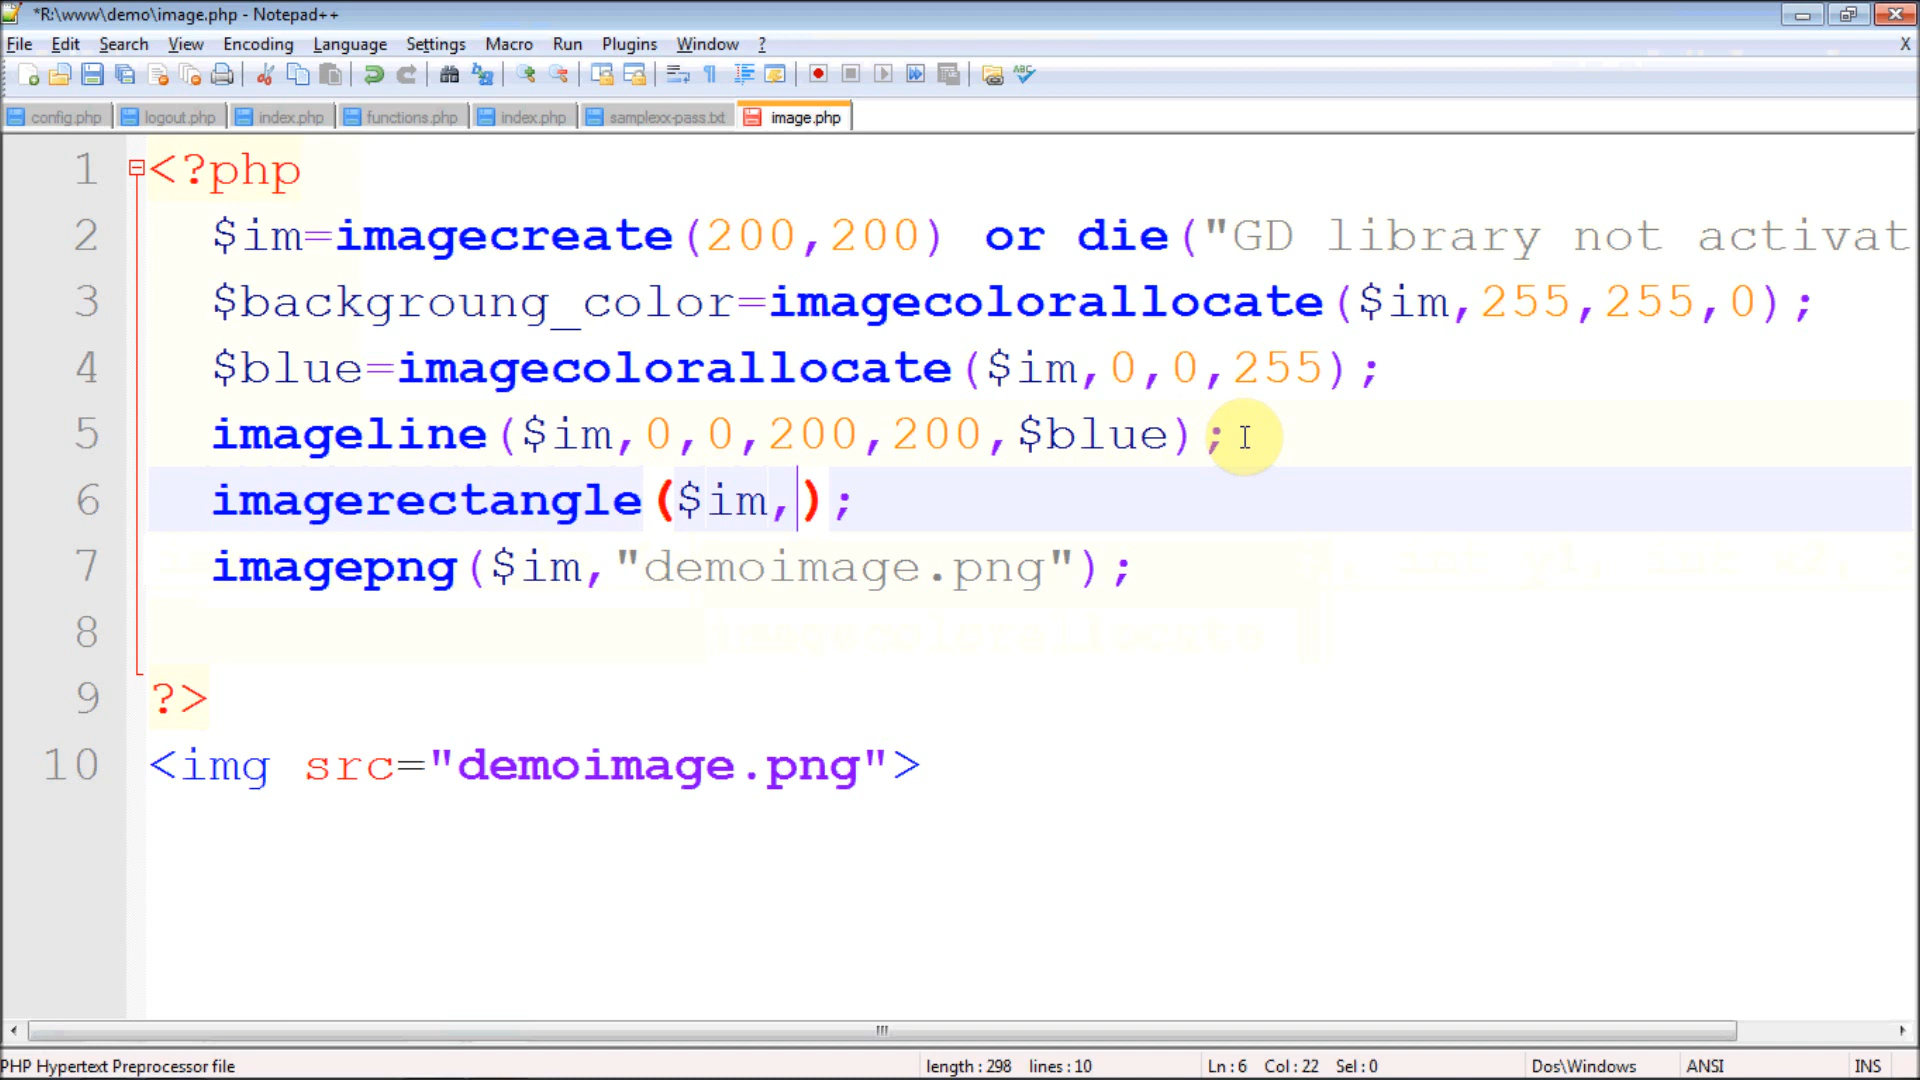 *R:\www\demo\image.php - Notepad++
File Edit Search View Encoding Language Settings Macro Run Plugins Window ? X
config.php logout.php index.php functions.php index.php samplexx-pass.txt image.php
1 <?php
2 $im=imagecreate(200,200) or die("GD library not activat
3 $backgroung_color=imagecolorallocate($im,255,255,0);
4 $blue=imagecolorallocate($im,0,0,255);
5 imageline($im,0,0,200,200,$blue);
6 imagerectangle($im,);
7 imagepng($im,"demoimage.png");
8
9 ?>
10 <img src="demoimage.png">
PHP Hypertext Preprocessor file length : 298 lines : 10 Ln : 6 Col : 22 Sel : 0 Dos\Windows ANSI INS